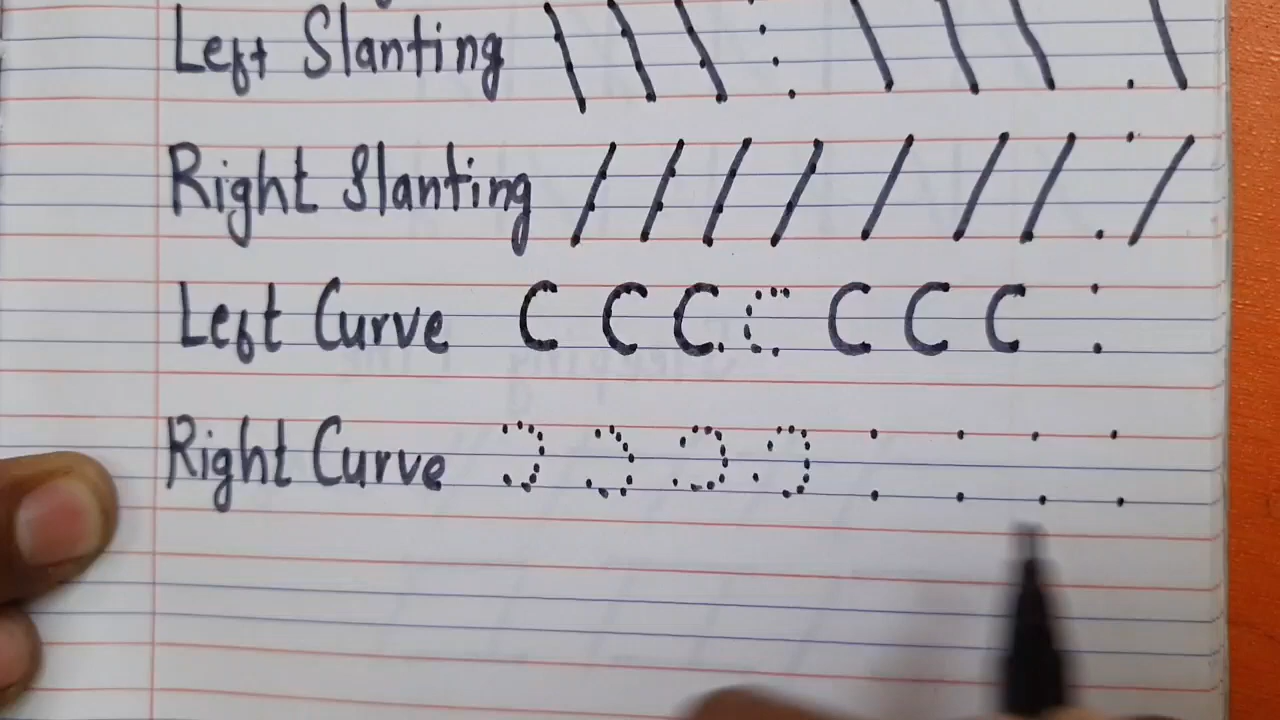 Left Slanting \ \ \ \ \ \ \
Right Slanting / / / / / / / /
Left Curve C C C C C C C
Right Curve